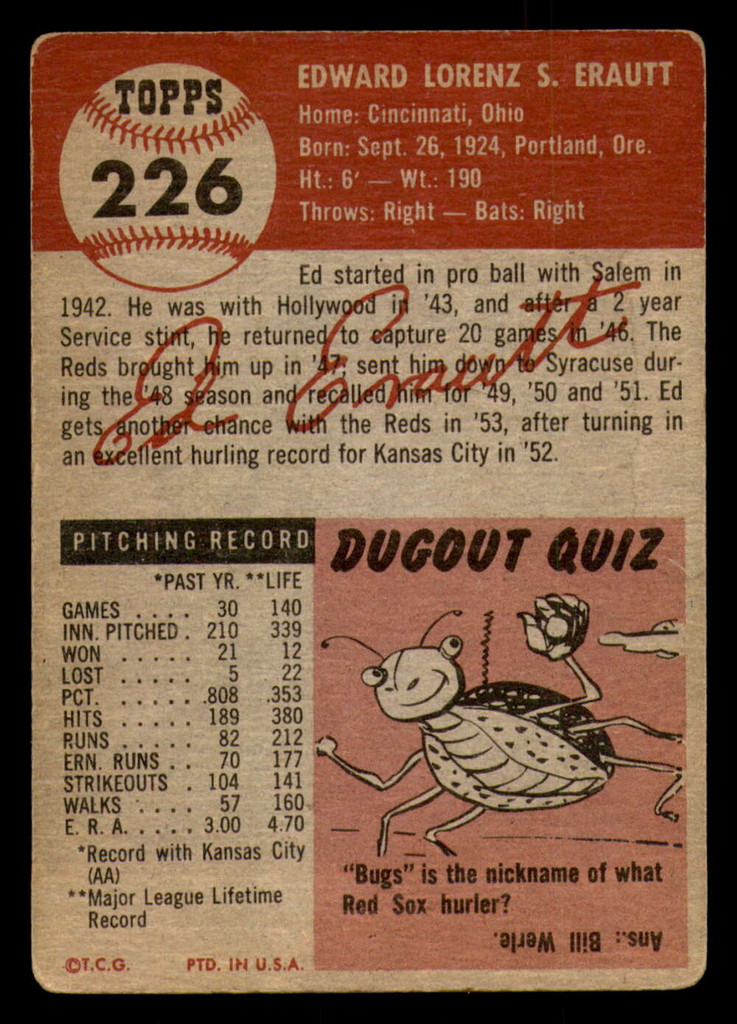 TOPPS
226
EDWARD LORENZ S. ERAUTT
Home: Cincinnati, Ohio
Born: Sept. 26, 1924, Portland, Ore.
Ht.: 6' — Wt.: 190
Throws: Right — Bats: Right
Ed started in pro ball with Salem in
1942. He was with Hollywood in '43, and after a 2 year
Service stint, he returned to capture 20 games in '46. The
Reds brought him up in '47, sent him down to Syracuse dur-
ing the '48 season and recalled him for '49, '50 and '51. Ed
gets another chance with the Reds in '53, after turning in
an excellent hurling record for Kansas City in '52.
Ed Erautt
PITCHING RECORD
*PAST YR. **LIFE
GAMES . . . . 30 140
INN. PITCHED . 210 339
WON . . . . . 21 12
LOST . . . . . 5 22
PCT. . . . . . .808 .353
HITS . . . . . 189 380
RUNS . . . . . 82 212
ERN. RUNS . . 70 177
STRIKEOUTS . 104 141
WALKS . . . . 57 160
E. R. A. . . . . 3.00 4.70
*Record with Kansas City
(AA)
**Major League Lifetime
Record
©T.C.G. PTD. IN U.S.A.
DUGOUT QUIZ
"Bugs" is the nickname of what
Red Sox hurler?
Ans.: Bill Werle.